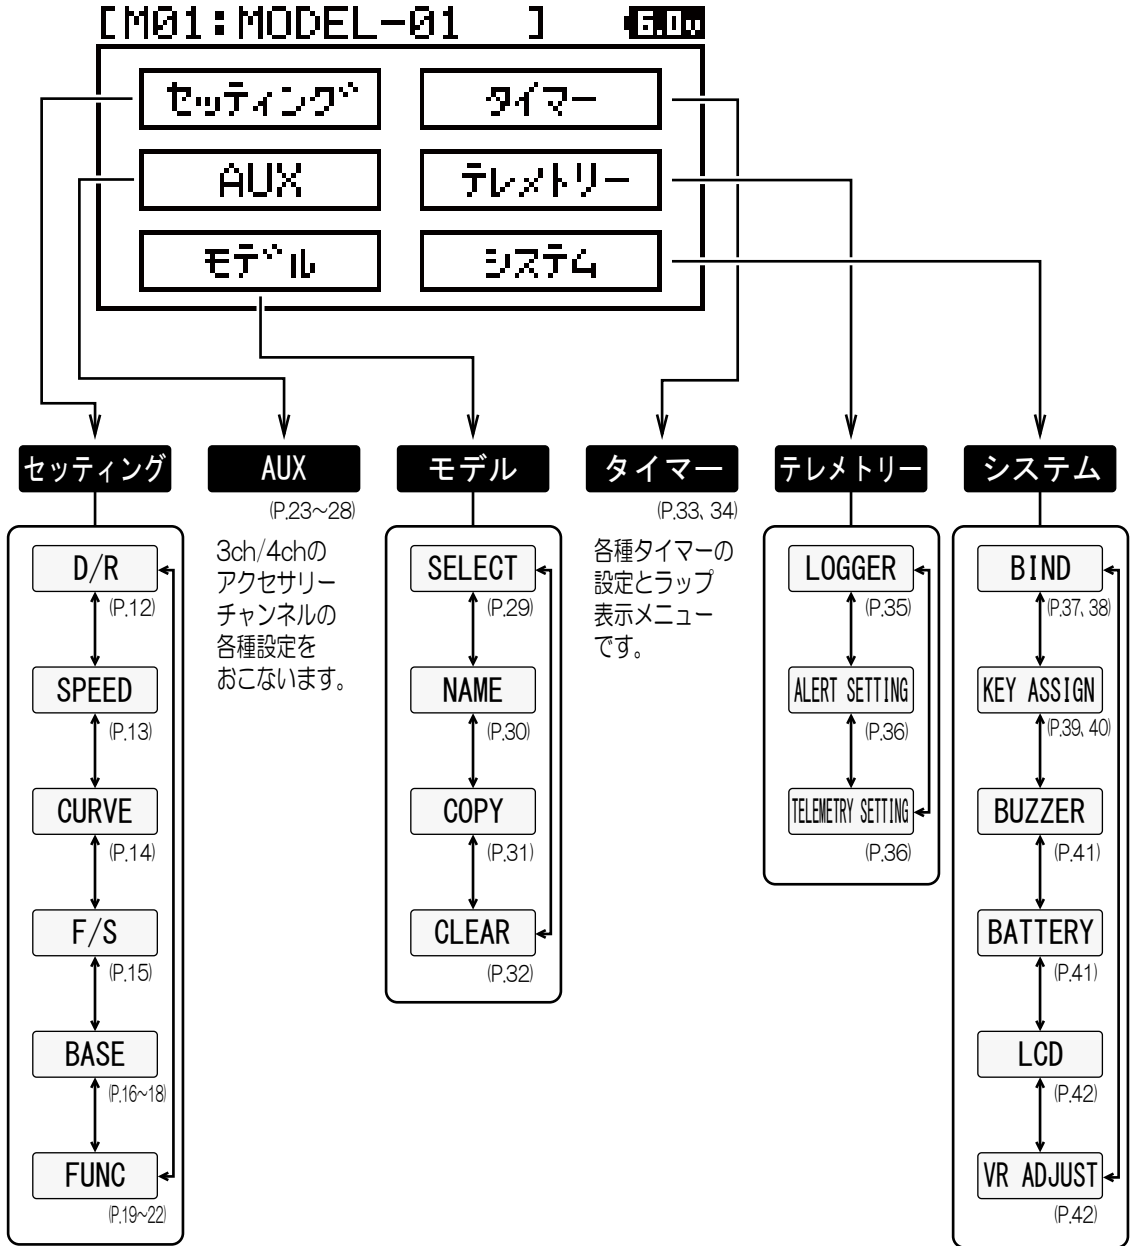 [M01:MODEL-01 ] 6.0v
セッティング タイマー
AUX テレメトリー
モデル システム
セッティング
D/R
(P.12)
SPEED
(P.13)
CURVE
(P.14)
F/S
(P.15)
BASE
(P.16~18)
FUNC
(P.19~22)
AUX
(P.23~28)
3ch/4chの
アクセサリー
チャンネルの
各種設定を
おこないます。
モデル
SELECT
(P.29)
NAME
(P.30)
COPY
(P.31)
CLEAR
(P.32)
タイマー
(P.33、34)
各種タイマーの
設定とラップ
表示メニュー
です。
テレメトリー
LOGGER
(P.35)
ALERT SETTING
(P.36)
TELEMETRY SETTING
(P.36)
システム
BIND
(P.37、38)
KEY ASSIGN
(P.39、40)
BUZZER
(P.41)
BATTERY
(P.41)
LCD
(P.42)
VR ADJUST
(P.42)